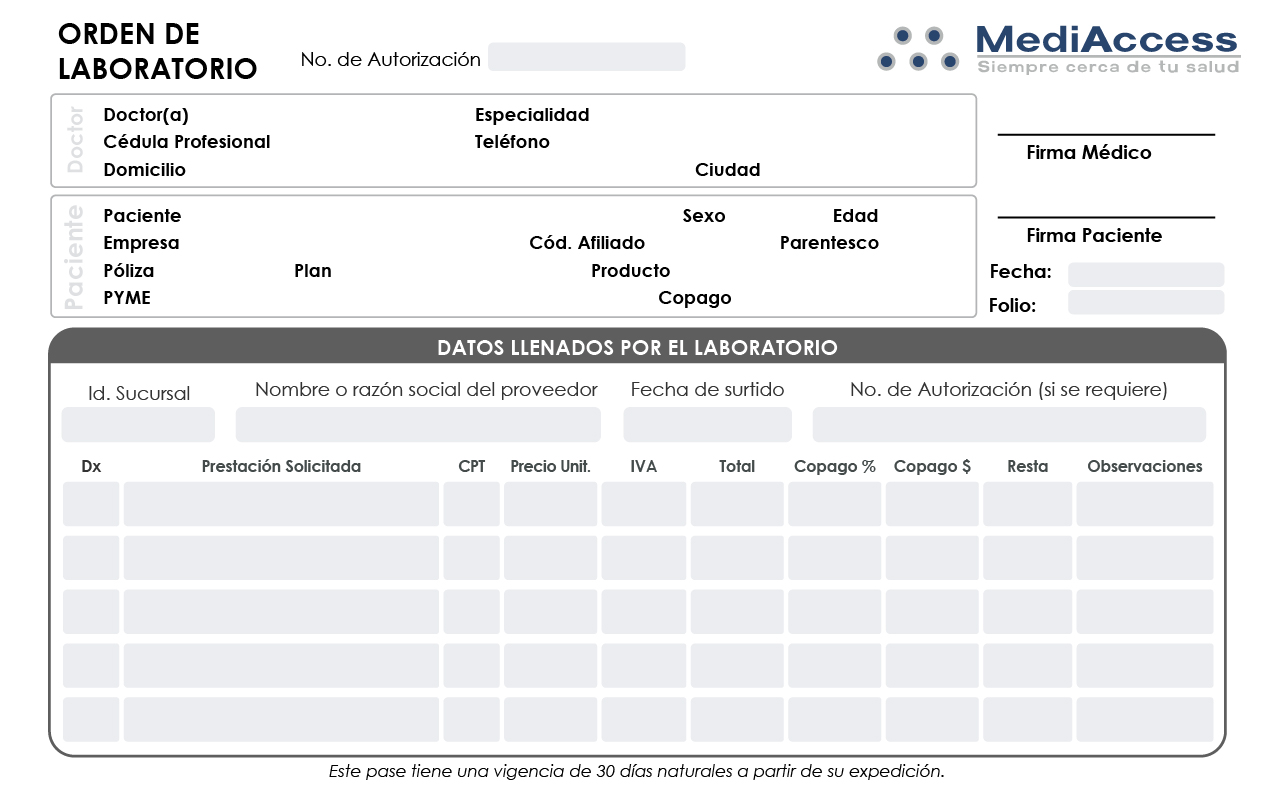 ORDEN DE
LABORATORIO
No. de Autorización
MediAccess
Siempre cerca de tu salud
Doctor
Doctor(a) Especialidad
Cédula Profesional Teléfono
Domicilio Ciudad
Firma Médico
Paciente
Paciente Sexo Edad
Empresa Cód. Afiliado Parentesco
Póliza Plan Producto
PYME Copago
Firma Paciente
Fecha:
Folio:
DATOS LLENADOS POR EL LABORATORIO
Id. Sucursal Nombre o razón social del proveedor Fecha de surtido No. de Autorización (si se requiere)
Dx Prestación Solicitada CPT Precio Unit. IVA Total Copago % Copago $ Resta Observaciones
Este pase tiene una vigencia de 30 días naturales a partir de su expedición.